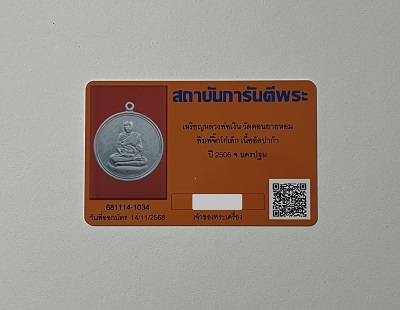 สถาบันการันตีพระ
เหรียญหลวงพ่อเงิน วัดดอนยายหอม
พิมพ์จิ๊กโก๋เล็ก เนื้ออัลปาก้า
ปี 2506 จ.นครปฐม
681114-1034
วันที่ออกบัตร 14/11/2568
เจ้าของพระเครื่อง